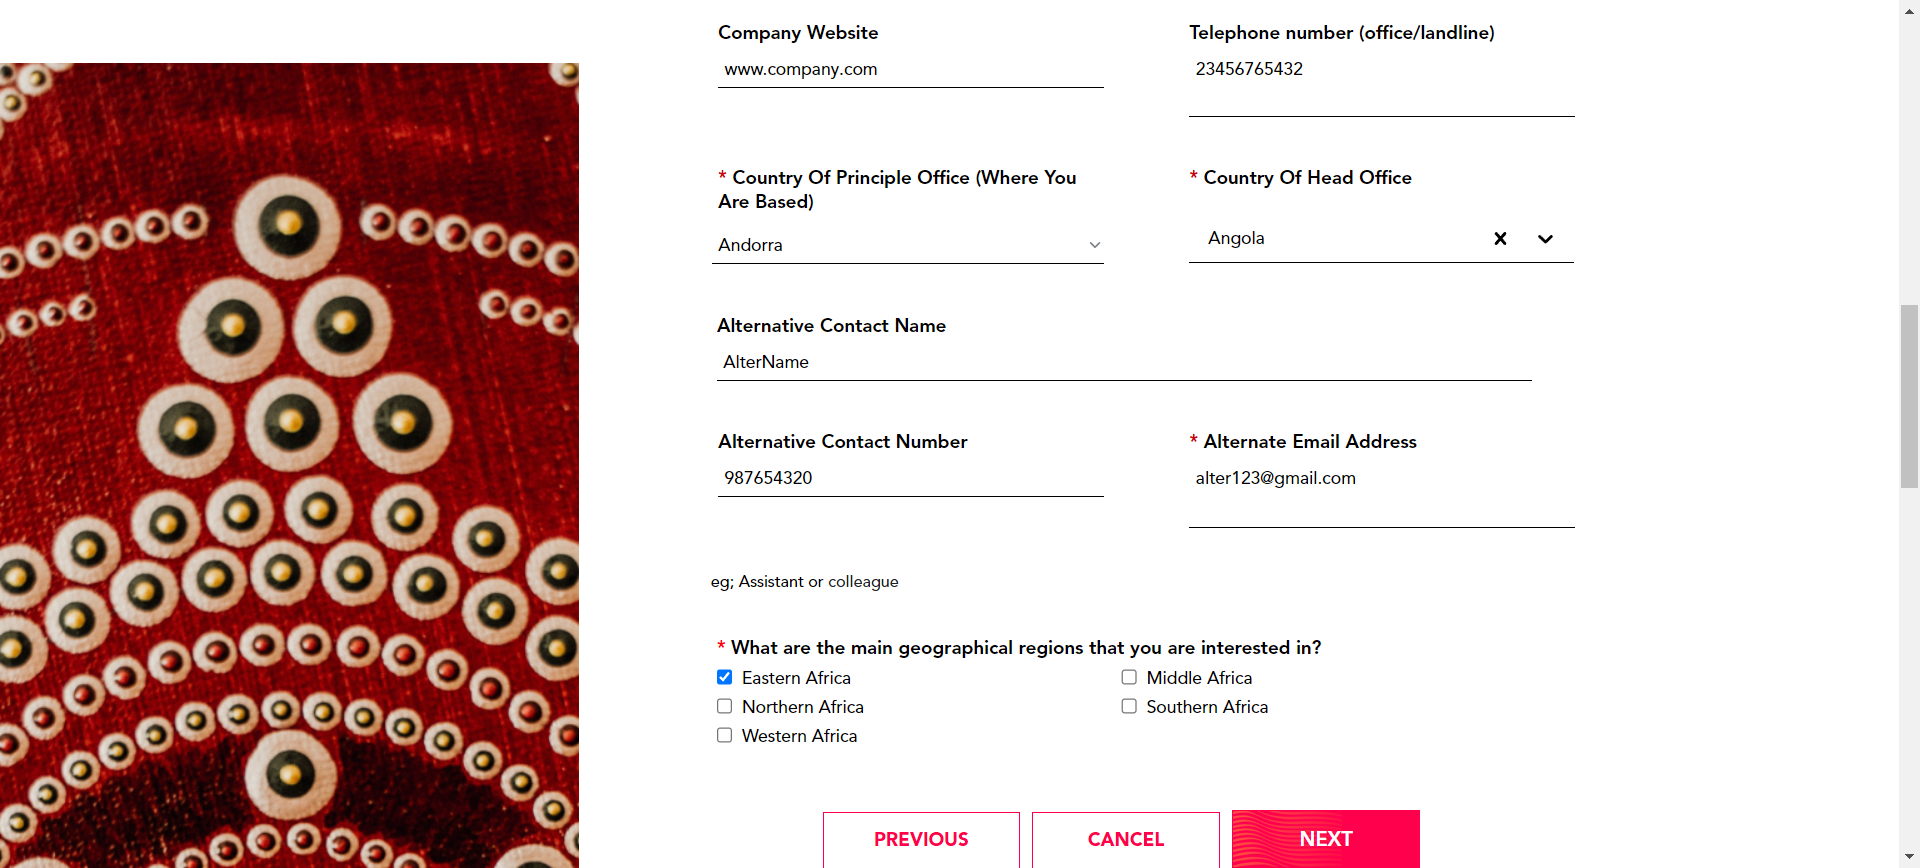 Company Website
Telephone number (office/landline)
www.company.com
23456765432
* Country Of Principle Office (Where You
Are Based)
* Country Of Head Office
Andorra
Angola
Alternative Contact Name
AlterName
Alternative Contact Number
* Alternate Email Address
987654320
alter123@gmail.com
eg; Assistant or colleague
* What are the main geographical regions that you are interested in?
Eastern Africa
Middle Africa
Northern Africa
Southern Africa
Western Africa
PREVIOUS
CANCEL
NEXT